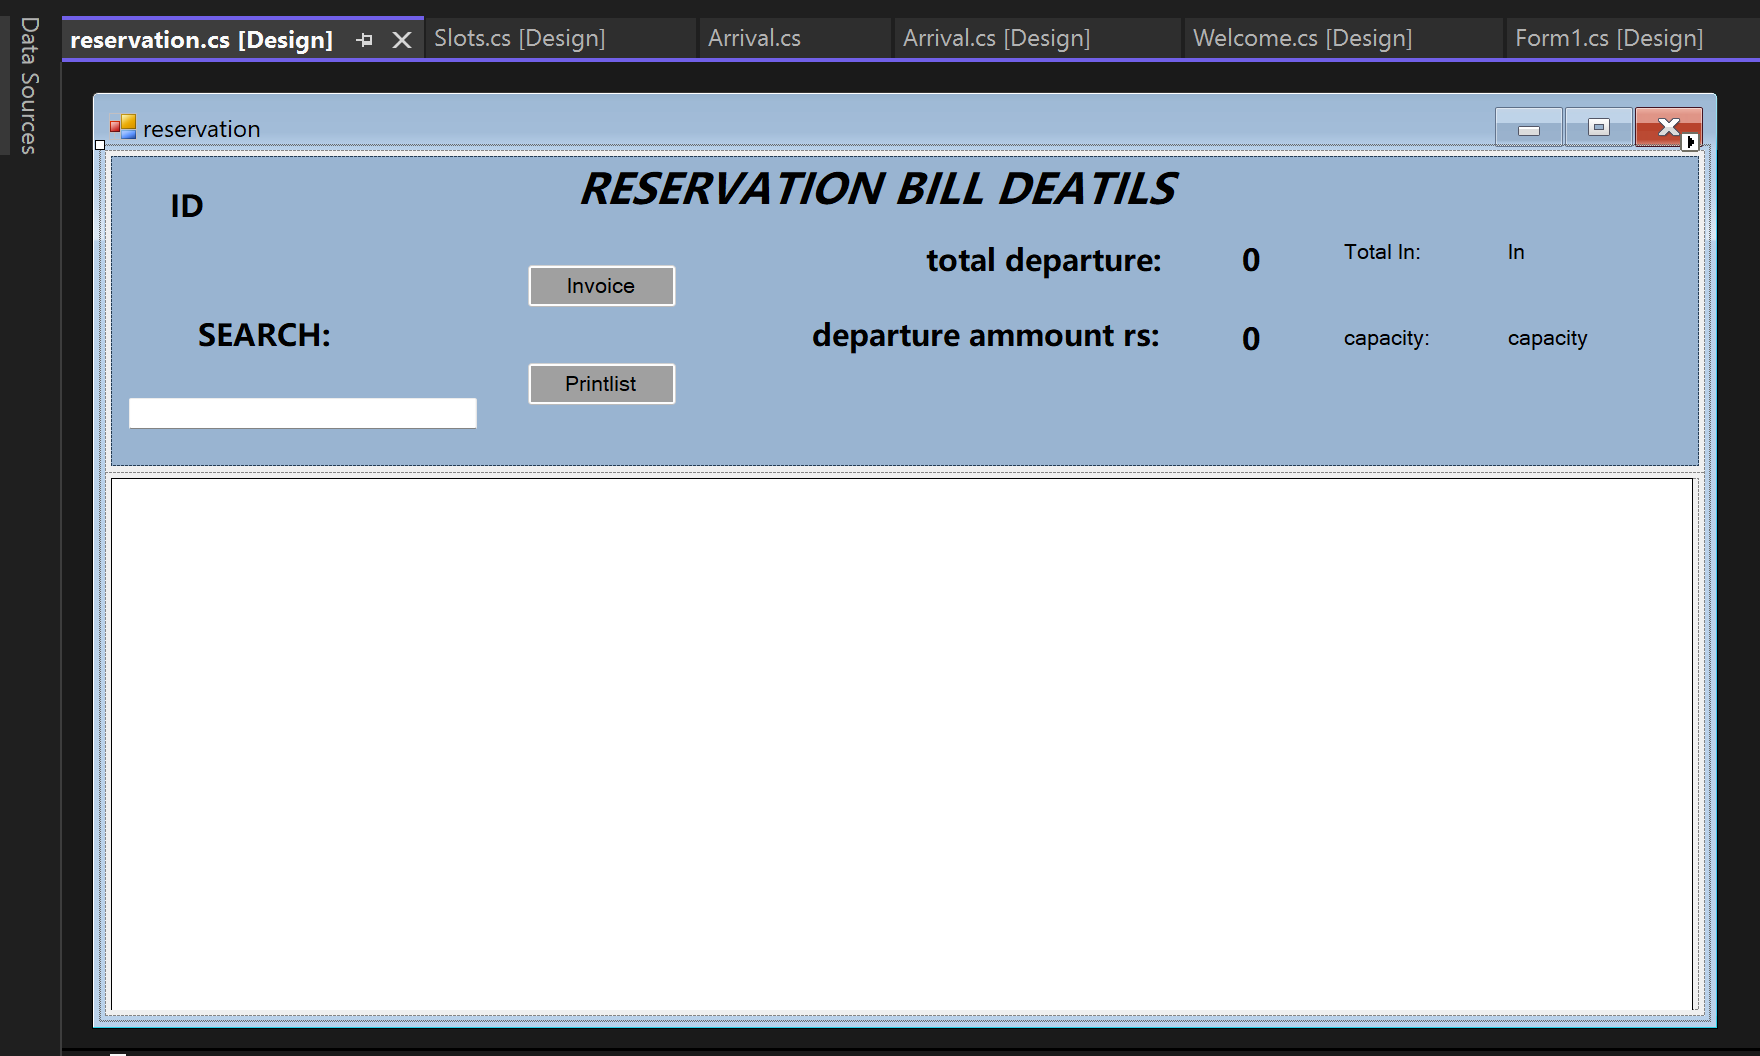 Data Sources
reservation.cs [Design]
Slots.cs [Design]
Arrival.cs
Arrival.cs [Design]
Welcome.cs [Design]
Form1.cs [Design]
reservation
RESERVATION BILL DEATILS
ID
total departure:
0
Total In:
In
Invoice
SEARCH:
departure ammount rs:
0
capacity:
capacity
Printlist